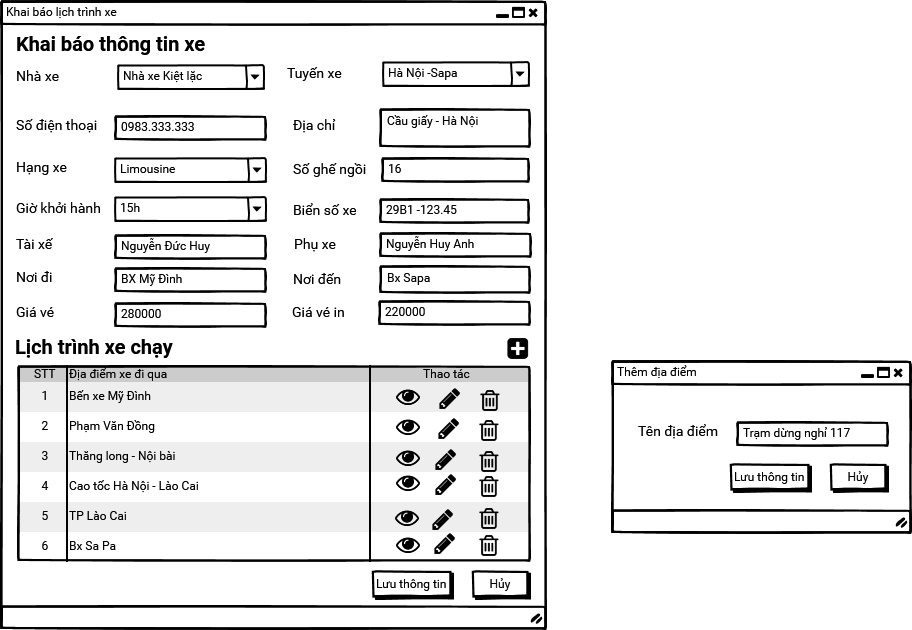 Khai báo lịch trình xe
Khai báo thông tin xe
Nhà xe Nhà xe Kiệt lặc Tuyến xe Hà Nội -Sapa
Số điện thoại 0983.333.333 Địa chỉ Cầu giấy - Hà Nội
Hạng xe Limousine Số ghế ngồi 16
Giờ khởi hành 15h Biển số xe 29B1 -123.45
Tài xế Nguyễn Đức Huy Phụ xe Nguyễn Huy Anh
Nơi đi BX Mỹ Đình Nơi đến Bx Sapa
Giá vé 280000 Giá vé in 220000
Lịch trình xe chạy
STT Địa điểm xe đi qua Thao tác
1 Bến xe Mỹ Đình
2 Phạm Văn Đồng
3 Thăng long - Nội bài
4 Cao tốc Hà Nội - Lào Cai
5 TP Lào Cai
6 Bx Sa Pa
Lưu thông tin Hủy
Thêm địa điểm
Tên địa điểm Trạm dừng nghỉ 117
Lưu thông tin Hủy